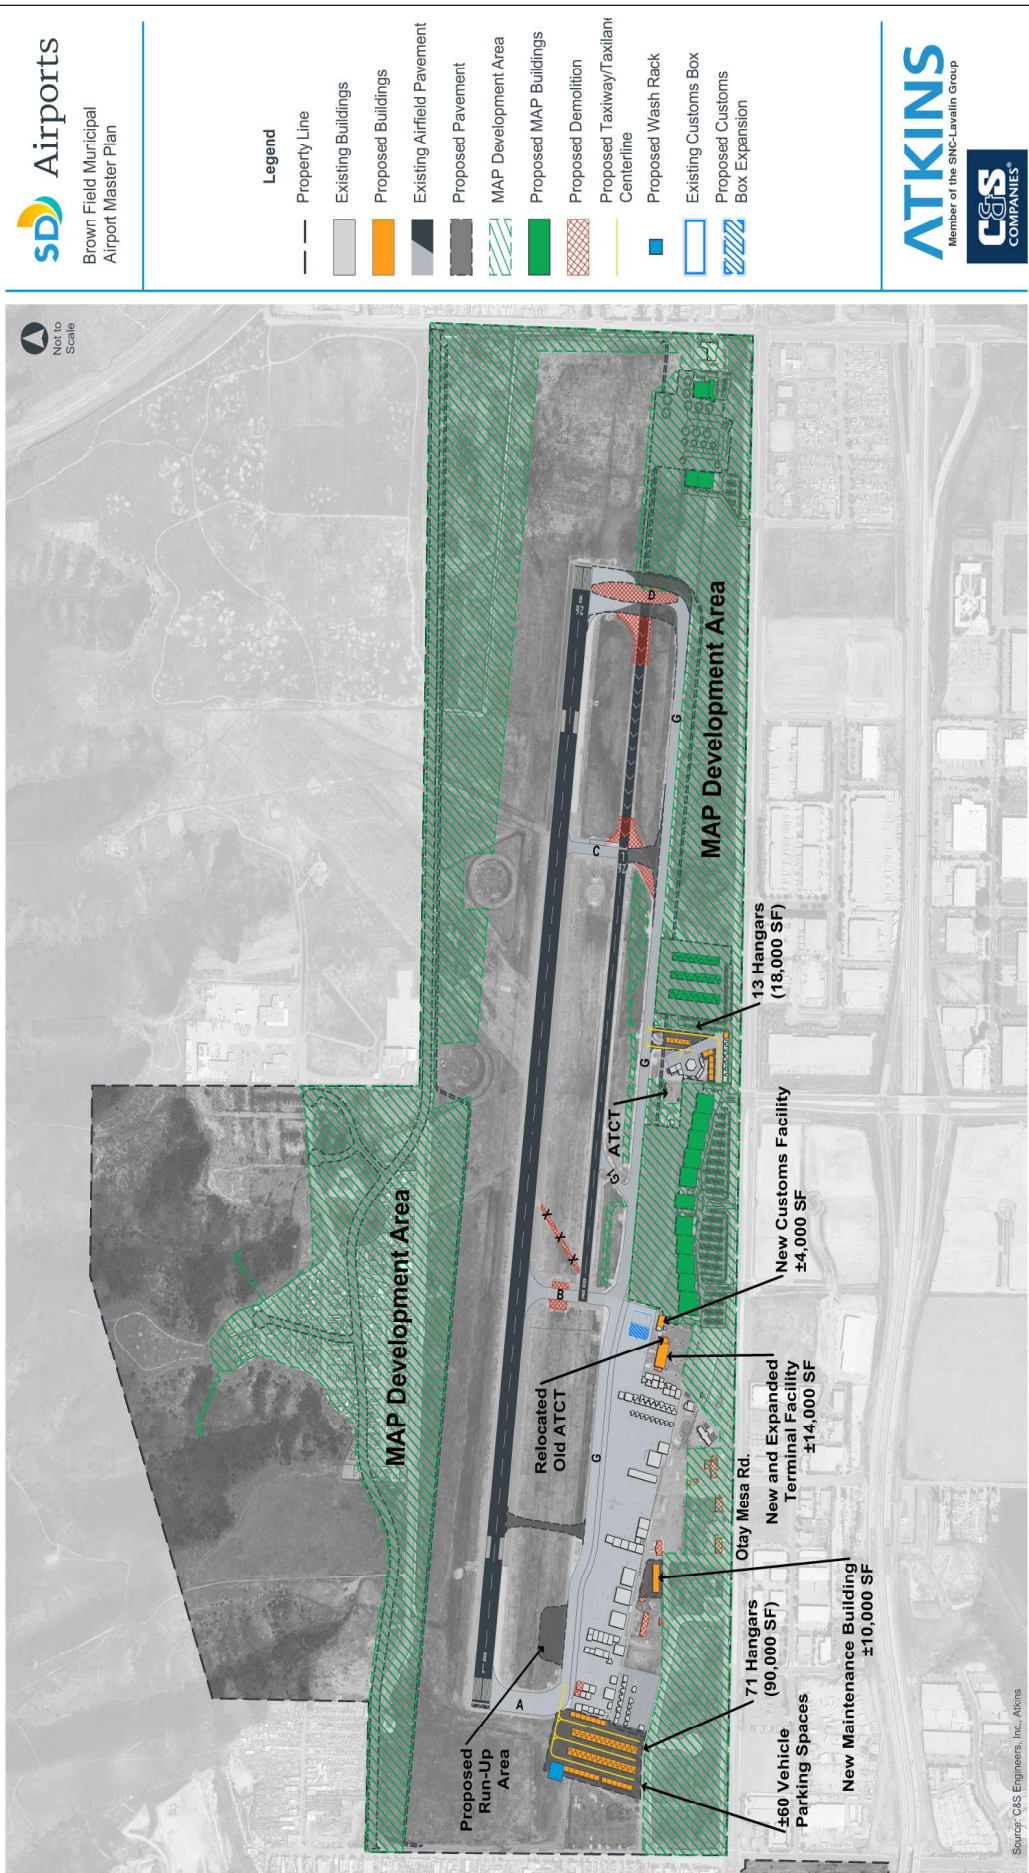 SD Airports
Brown Field Municipal
Airport Master Plan
Legend
Property Line
Existing Buildings
Proposed Buildings
Existing Airfield Pavement
Proposed Pavement
MAP Development Area
Proposed MAP Buildings
Proposed Demolition
Proposed Taxiway/Taxilane
Centerline
Proposed Wash Rack
Existing Customs Box
Proposed Customs
Box Expansion
ATKINS
Member of the SNC-Lavalin Group
C&S
COMPANIES®
Not to
Scale
MAP Development Area
MAP Development Area
A
B
C
D
G
G
G
G1
Proposed
Run-Up
Area
Relocated
Old ATCT
ATCT
13 Hangars
(18,000 SF)
New Customs Facility
±4,000 SF
New and Expanded
Terminal Facility
±14,000 SF
Otay Mesa Rd.
New Maintenance Building
±10,000 SF
71 Hangars
(90,000 SF)
±60 Vehicle
Parking Spaces
Source: C&S Engineers, Inc., Atkins